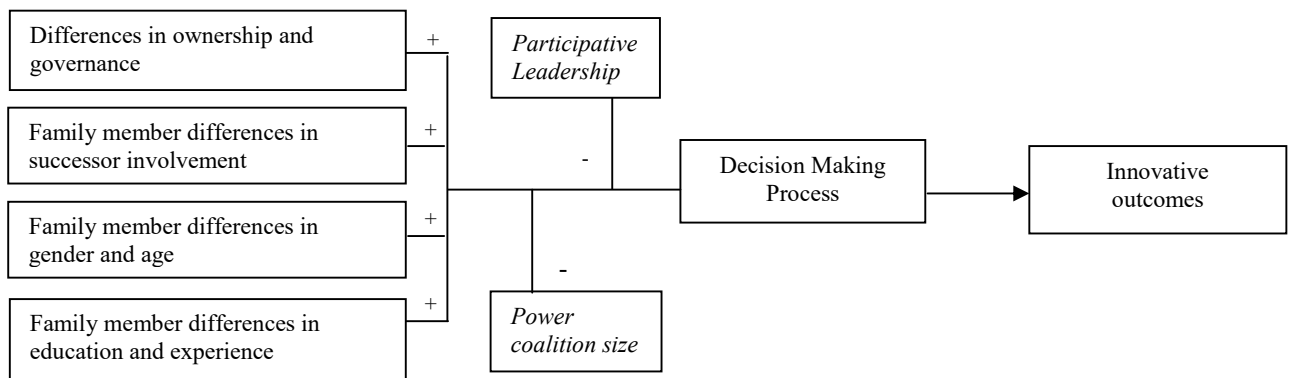 Differences in ownership and
governance
+
Family member differences in
successor involvement
+
Family member differences in
gender and age
+
Family member differences in
education and experience
+
Participative
Leadership
-
Power
coalition size
-
Decision Making
Process
Innovative
outcomes